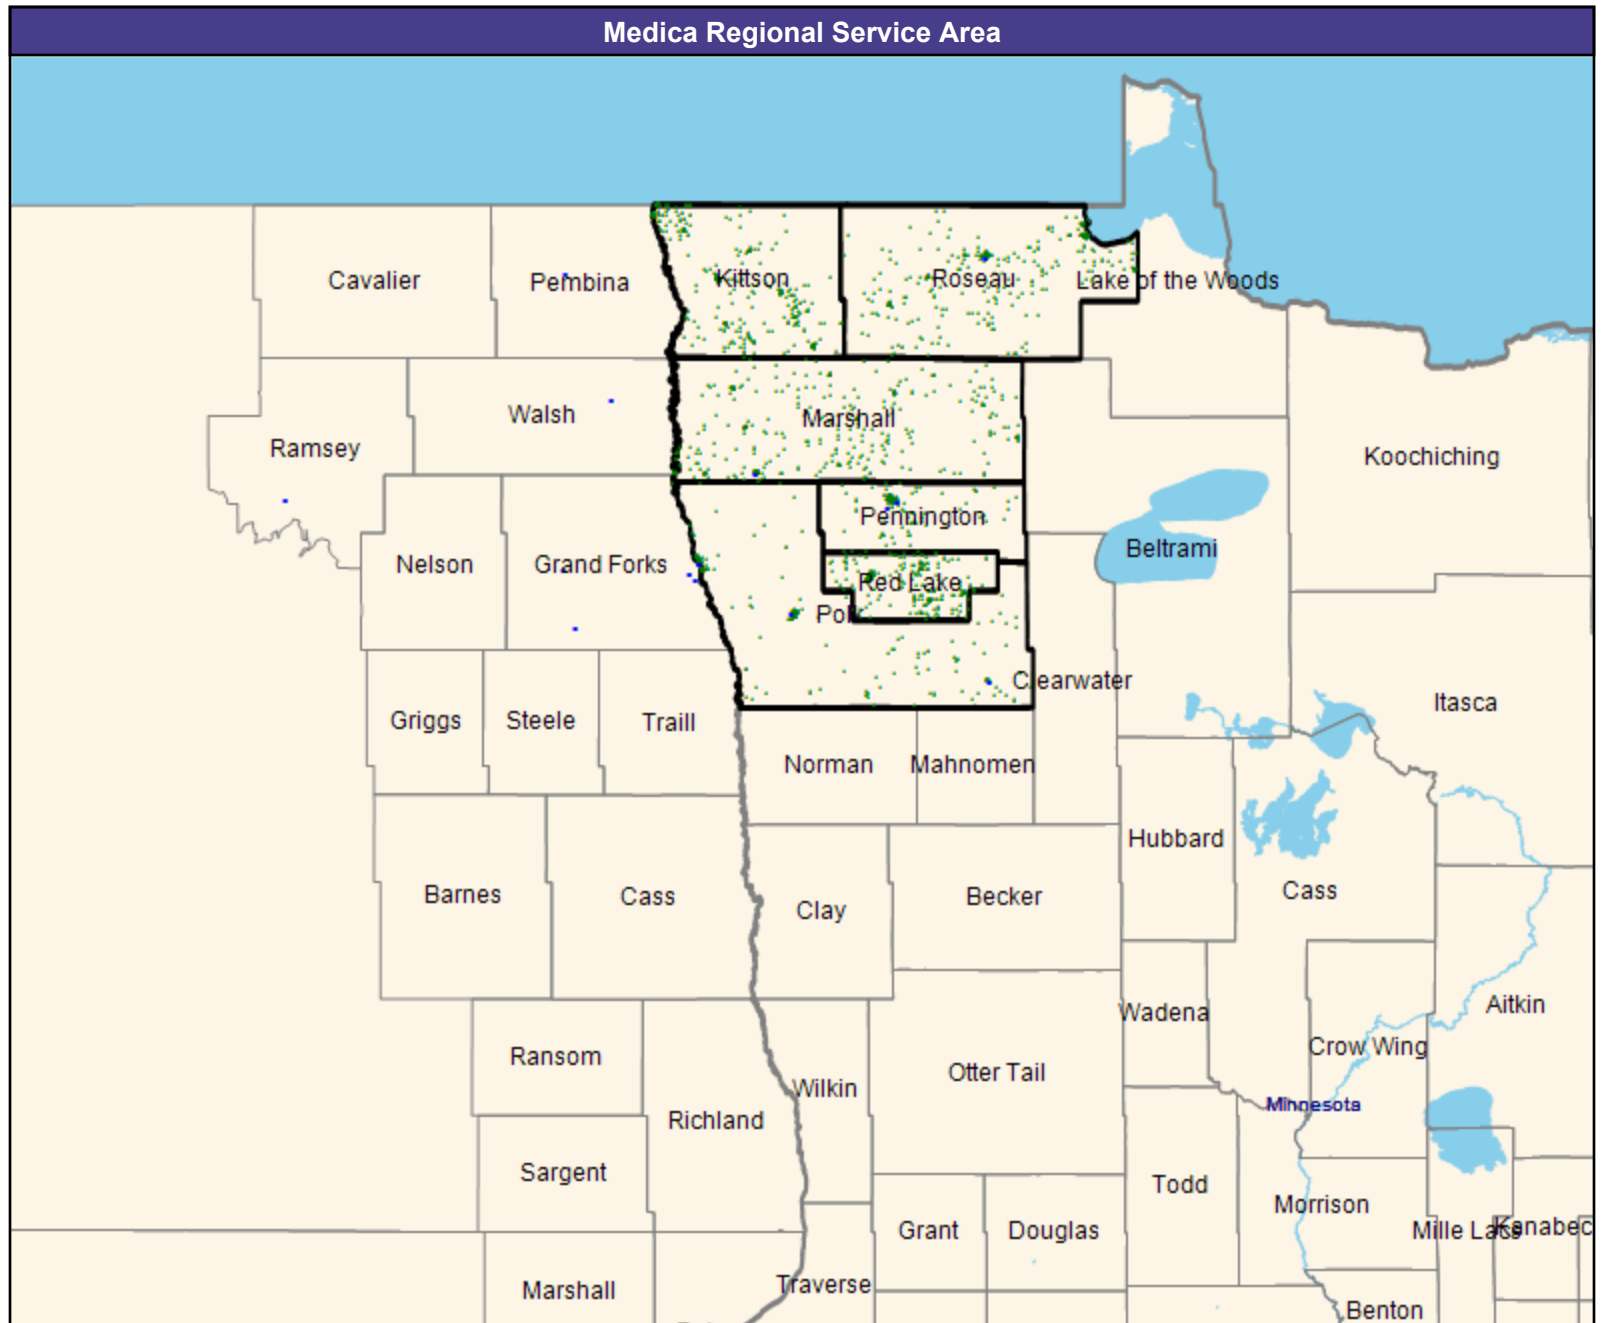 Medica Regional Service Area
Cavalier
Pembina
Kittson
Roseau
Lake of the Woods
Walsh
Marshall
Ramsey
Koochiching
Pennington
Beltrami
Nelson
Grand Forks
Red Lake
Polk
Clearwater
Itasca
Griggs
Steele
Traill
Norman
Mahnomen
Hubbard
Cass
Barnes
Cass
Clay
Becker
Aitkin
Wadena
Crow Wing
Ransom
Otter Tail
Wilkin
Minnesota
Richland
Sargent
Todd
Morrison
Grant
Douglas
Mille Lacs
Kanabec
Marshall
Traverse
Benton